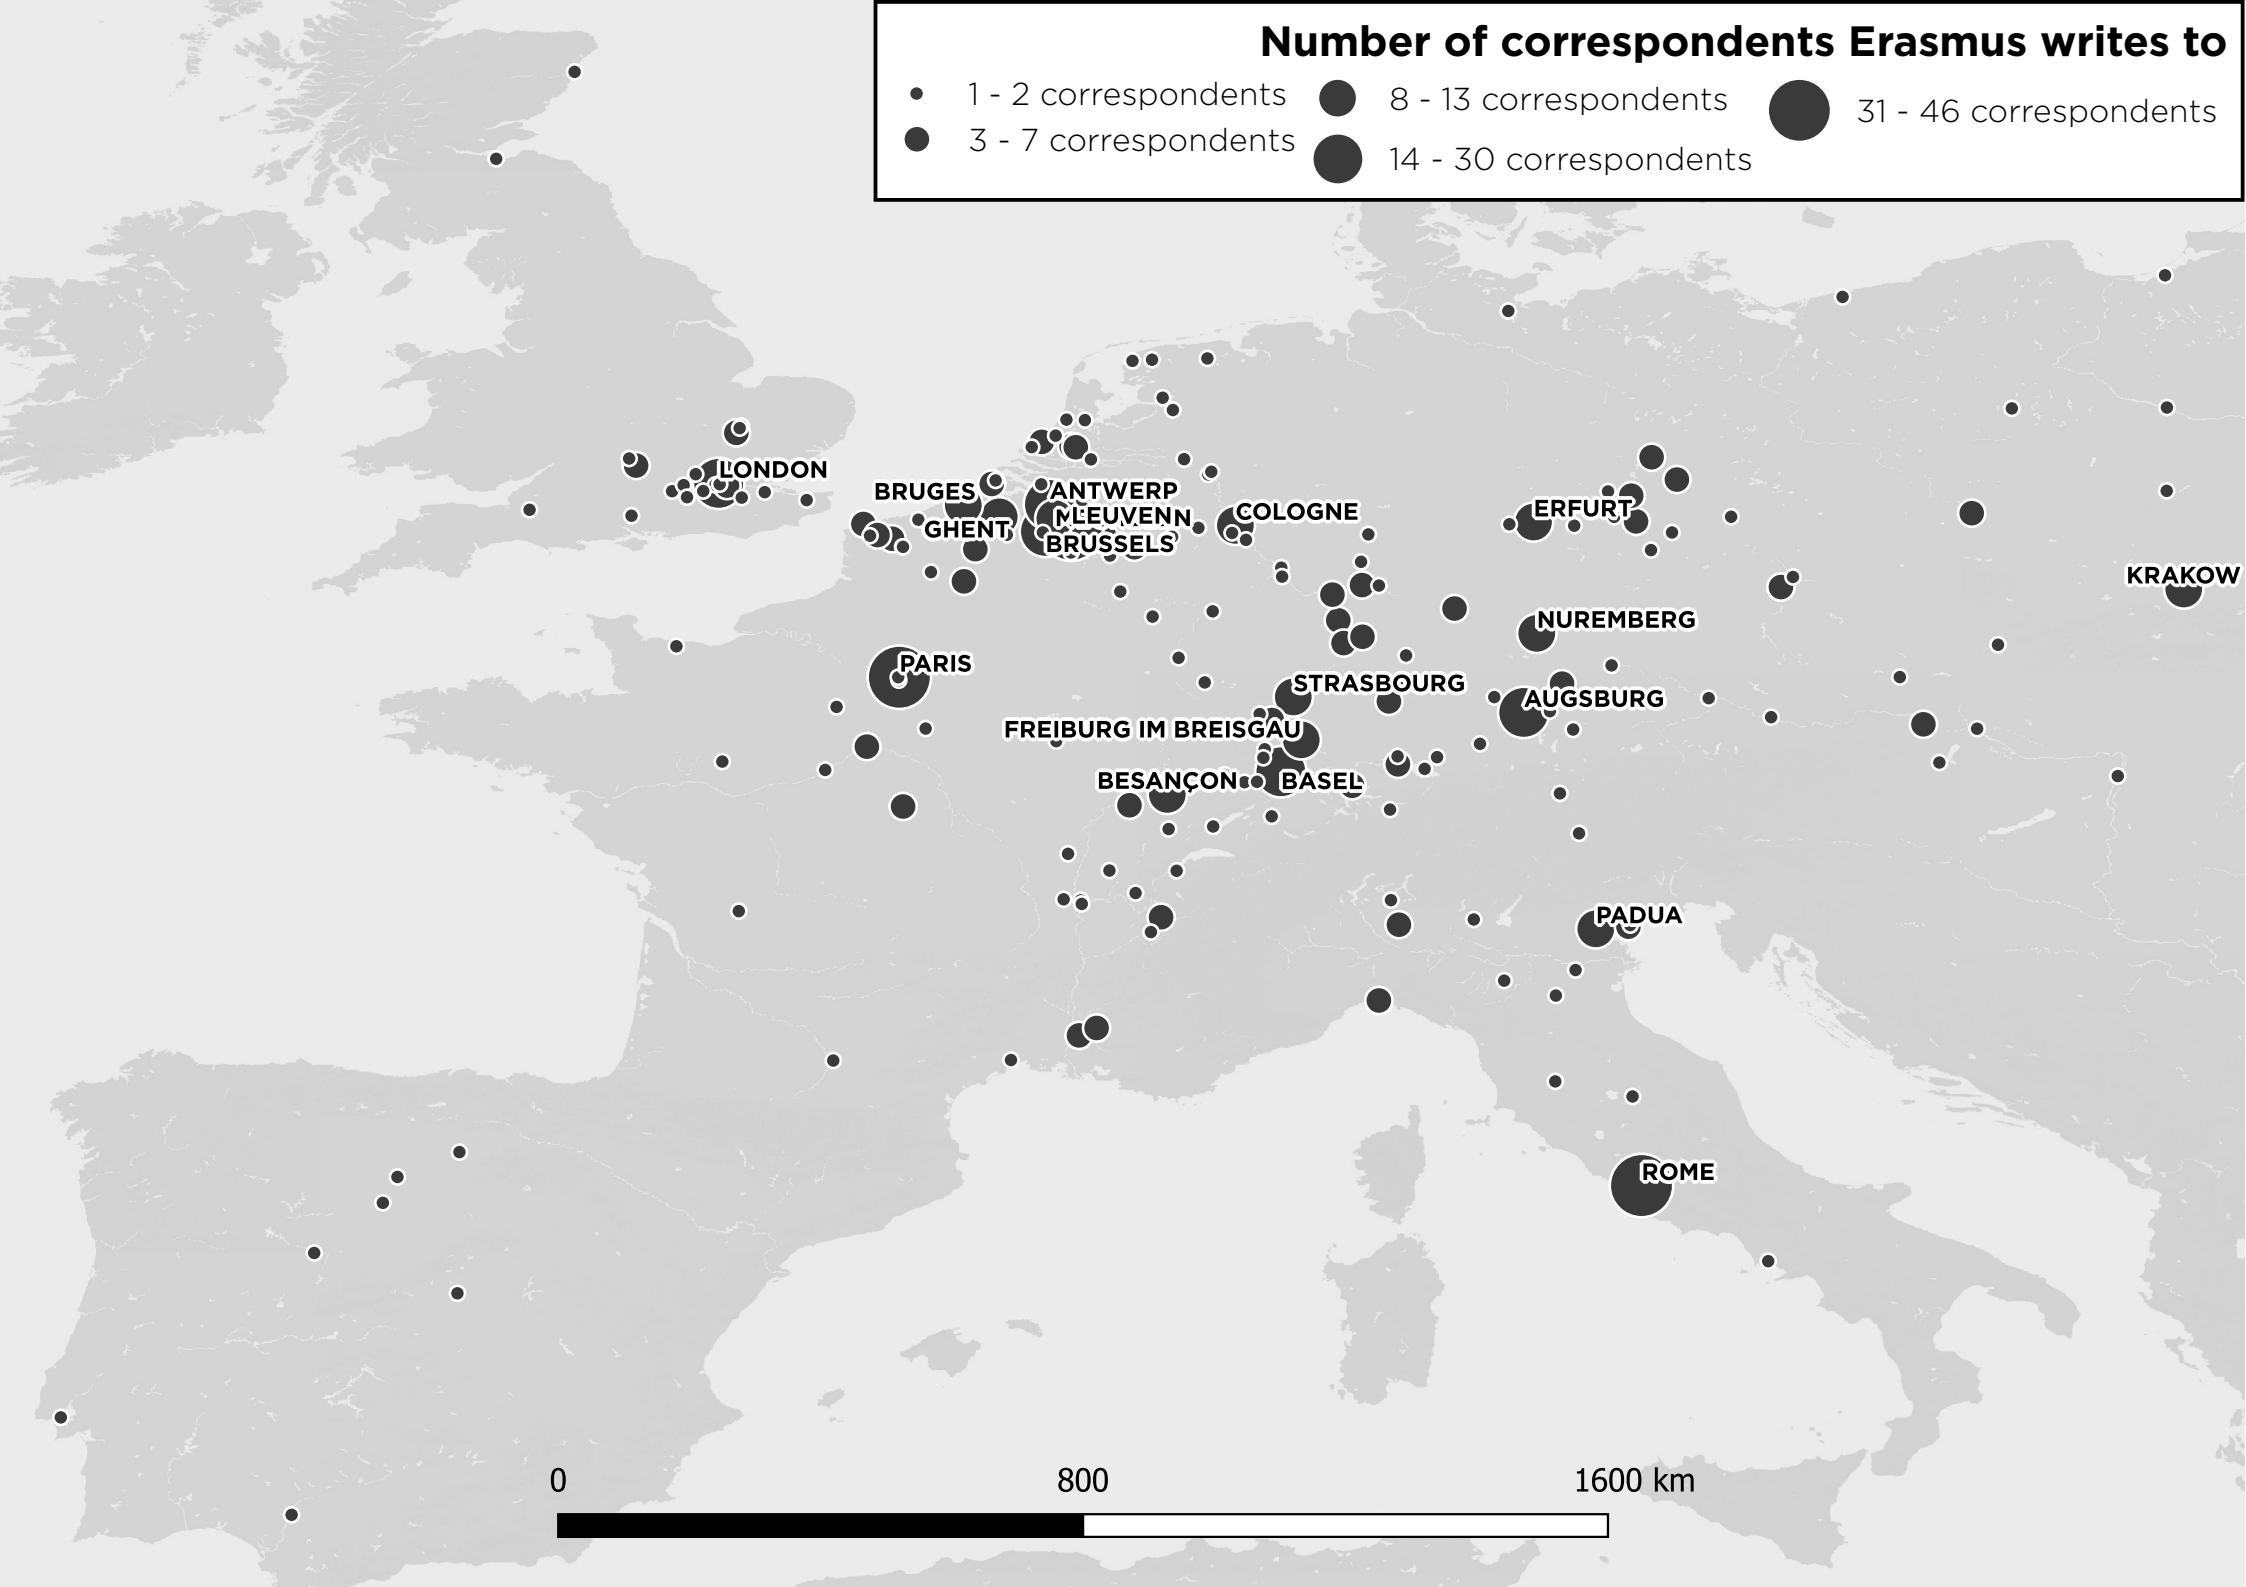 Number of correspondents Erasmus writes to
1 - 2 correspondents
3 - 7 correspondents
8 - 13 correspondents
14 - 30 correspondents
31 - 46 correspondents
LONDON
BRUGES
ANTWERP
GHENT
LEUVEN
BRUSSELS
COLOGNE
ERFURT
KRAKOW
NUREMBERG
PARIS
STRASBOURG
AUGSBURG
FREIBURG IM BREISGAU
BESANÇON
BASEL
PADUA
ROME
0
800
1600 km